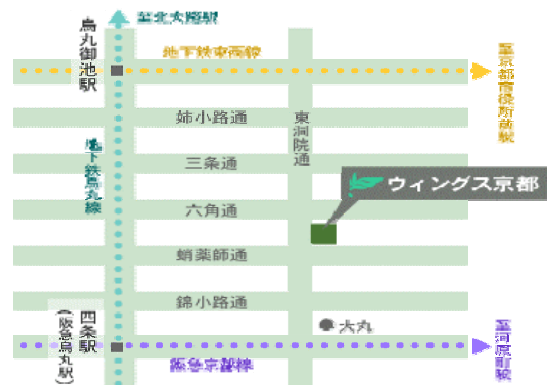 至北大路駅
烏丸御池駅
地下鉄東西線
至京都市役所前駅
姉小路通
東洞院通
地下鉄烏丸線
三条通
ウィングス京都
六角通
蛸薬師通
錦小路通
四条駅
(阪急烏丸駅)
大丸
阪急京都線
至河原町駅